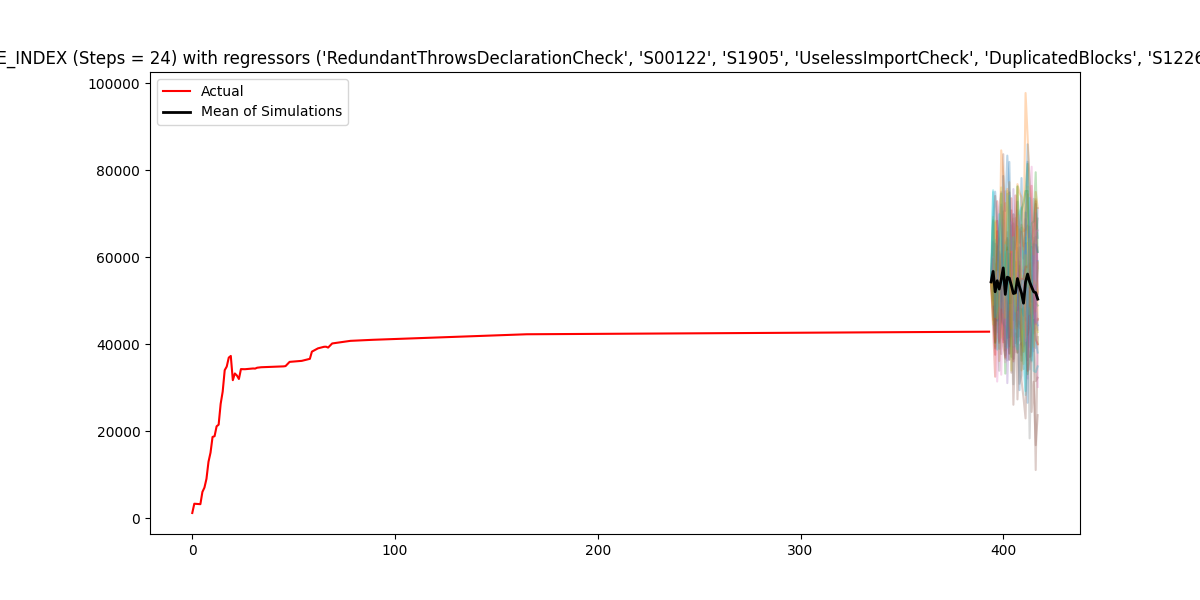 E_INDEX (Steps = 24) with regressors ('RedundantThrowsDeclarationCheck', 'S00122', 'S1905', 'UselessImportCheck', 'DuplicatedBlocks', 'S1226
Actual
Mean of Simulations
100000
80000
60000
40000
20000
0
0 100 200 300 400